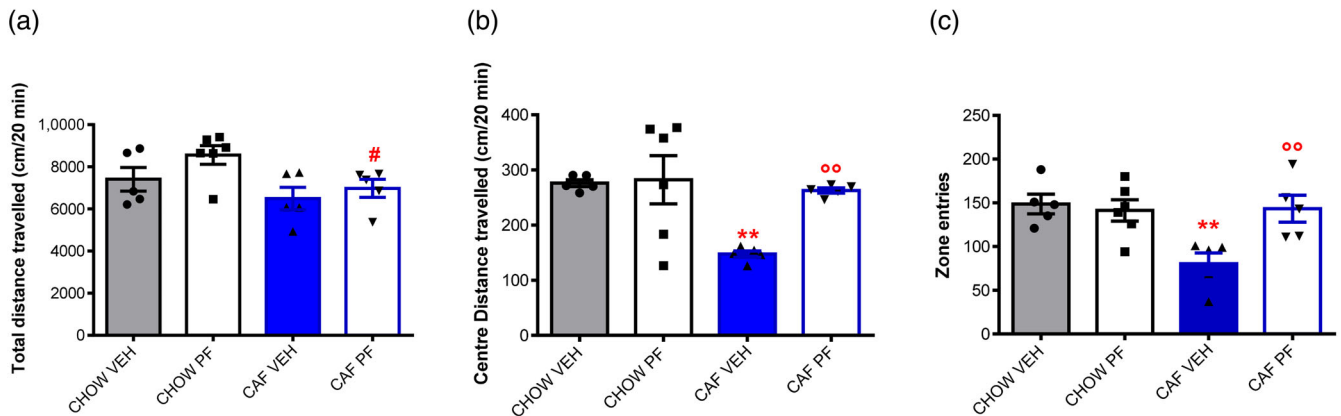 (a)
(b)
(c)
Total distance travelled (cm/20 min)
1,0000
8000
6000
4000
2000
0
#
CHOW VEH
CHOW PF
CAF VEH
CAF PF
Centre Distance travelled (cm/20 min)
400
300
200
100
0
**
°°
CHOW VEH
CHOW PF
CAF VEH
CAF PF
Zone entries
250
200
150
100
50
0
**
°°
CHOW VEH
CHOW PF
CAF VEH
CAF PF